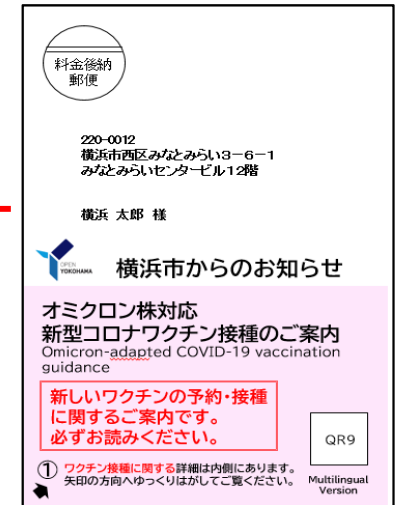 料金後納
郵便
220-0012
横浜市西区みなとみらい3-6-1
みなとみらいセンタービル12階
横浜 太郎 様
OPEN
YOKOHAMA
横浜市からのお知らせ
オミクロン株対応
新型コロナワクチン接種のご案内
Omicron-adapted COVID-19 vaccination
guidance
新しいワクチンの予約・接種
に関するご案内です。
必ずお読みください。
QR9
① ワクチン接種に関する詳細は内側にあります。
矢印の方向へゆっくりはがしてご覧ください。
Multilingual
Version